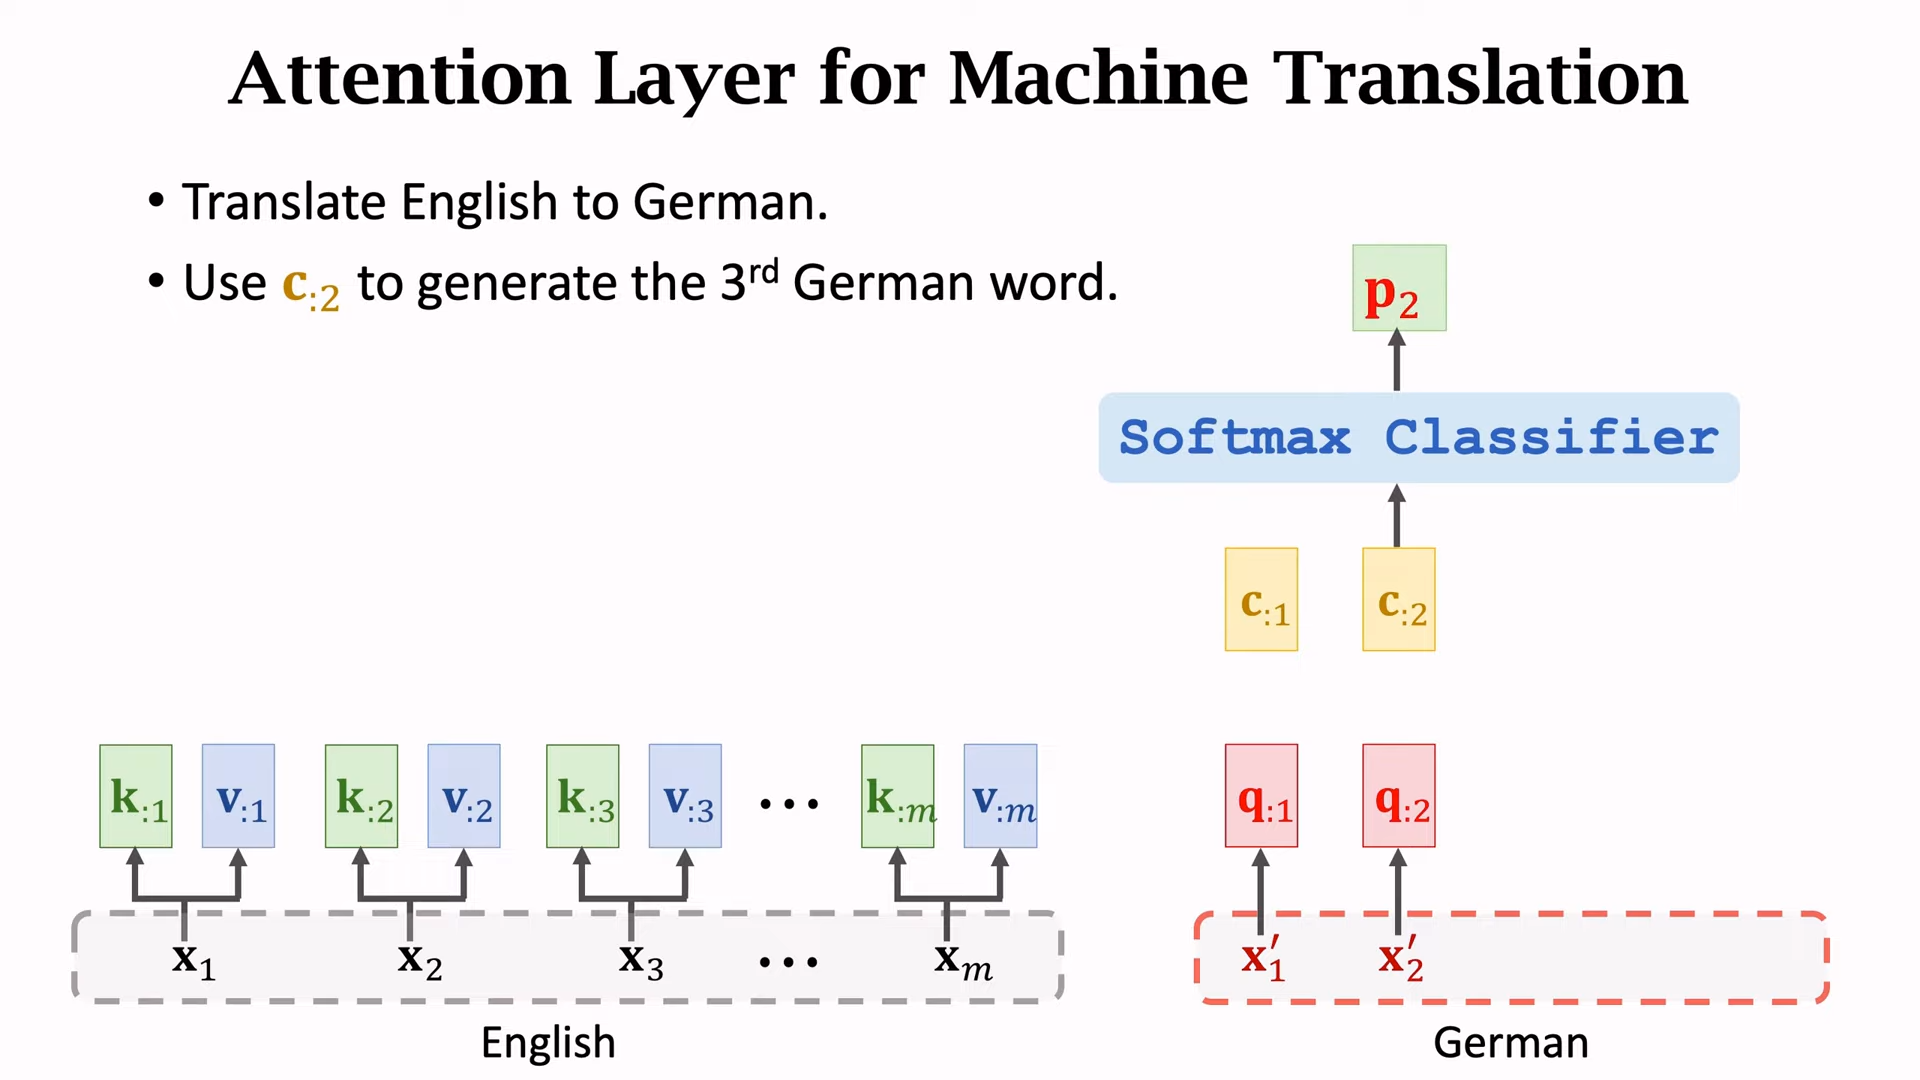 Attention Layer for Machine Translation
• Translate English to German.
• Use c:2 to generate the 3rd German word.
p2
Softmax Classifier
c:1 c:2
k:1 v:1 k:2 v:2 k:3 v:3 ··· k:m v:m q:1 q:2
x1 x2 x3 ··· xm x′1 x′2
English German